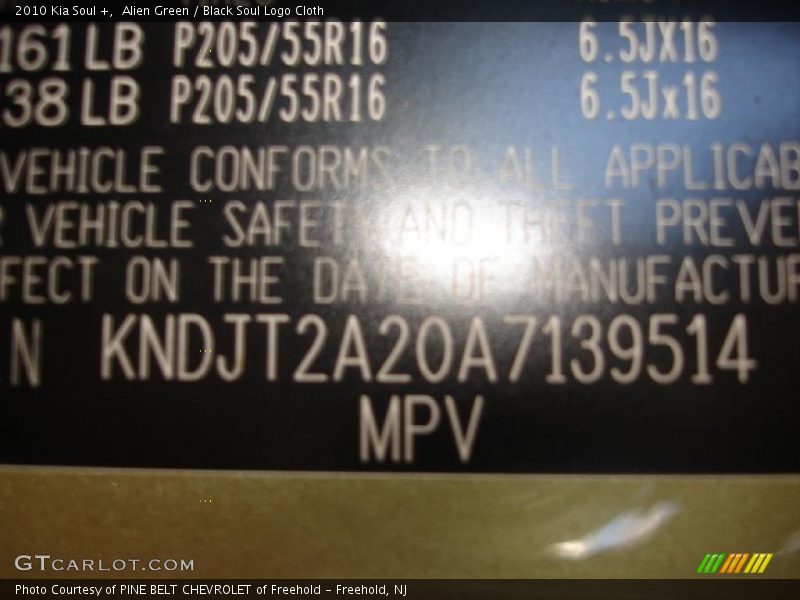 2010 Kia Soul +, Alien Green / Black Soul Logo Cloth
161 LB P205/55R16 6.5JX16
38 LB P205/55R16 6.5Jx16
VEHICLE CONFORMS TO ALL APPLICAB
VEHICLE SAFETY AND THEFT PREVE
FECT ON THE DATE OF MANUFACTUR
N KNDJT2A20A7139514
MPV
GTCARLOT.COM
Photo Courtesy of PINE BELT CHEVROLET of Freehold - Freehold, NJ